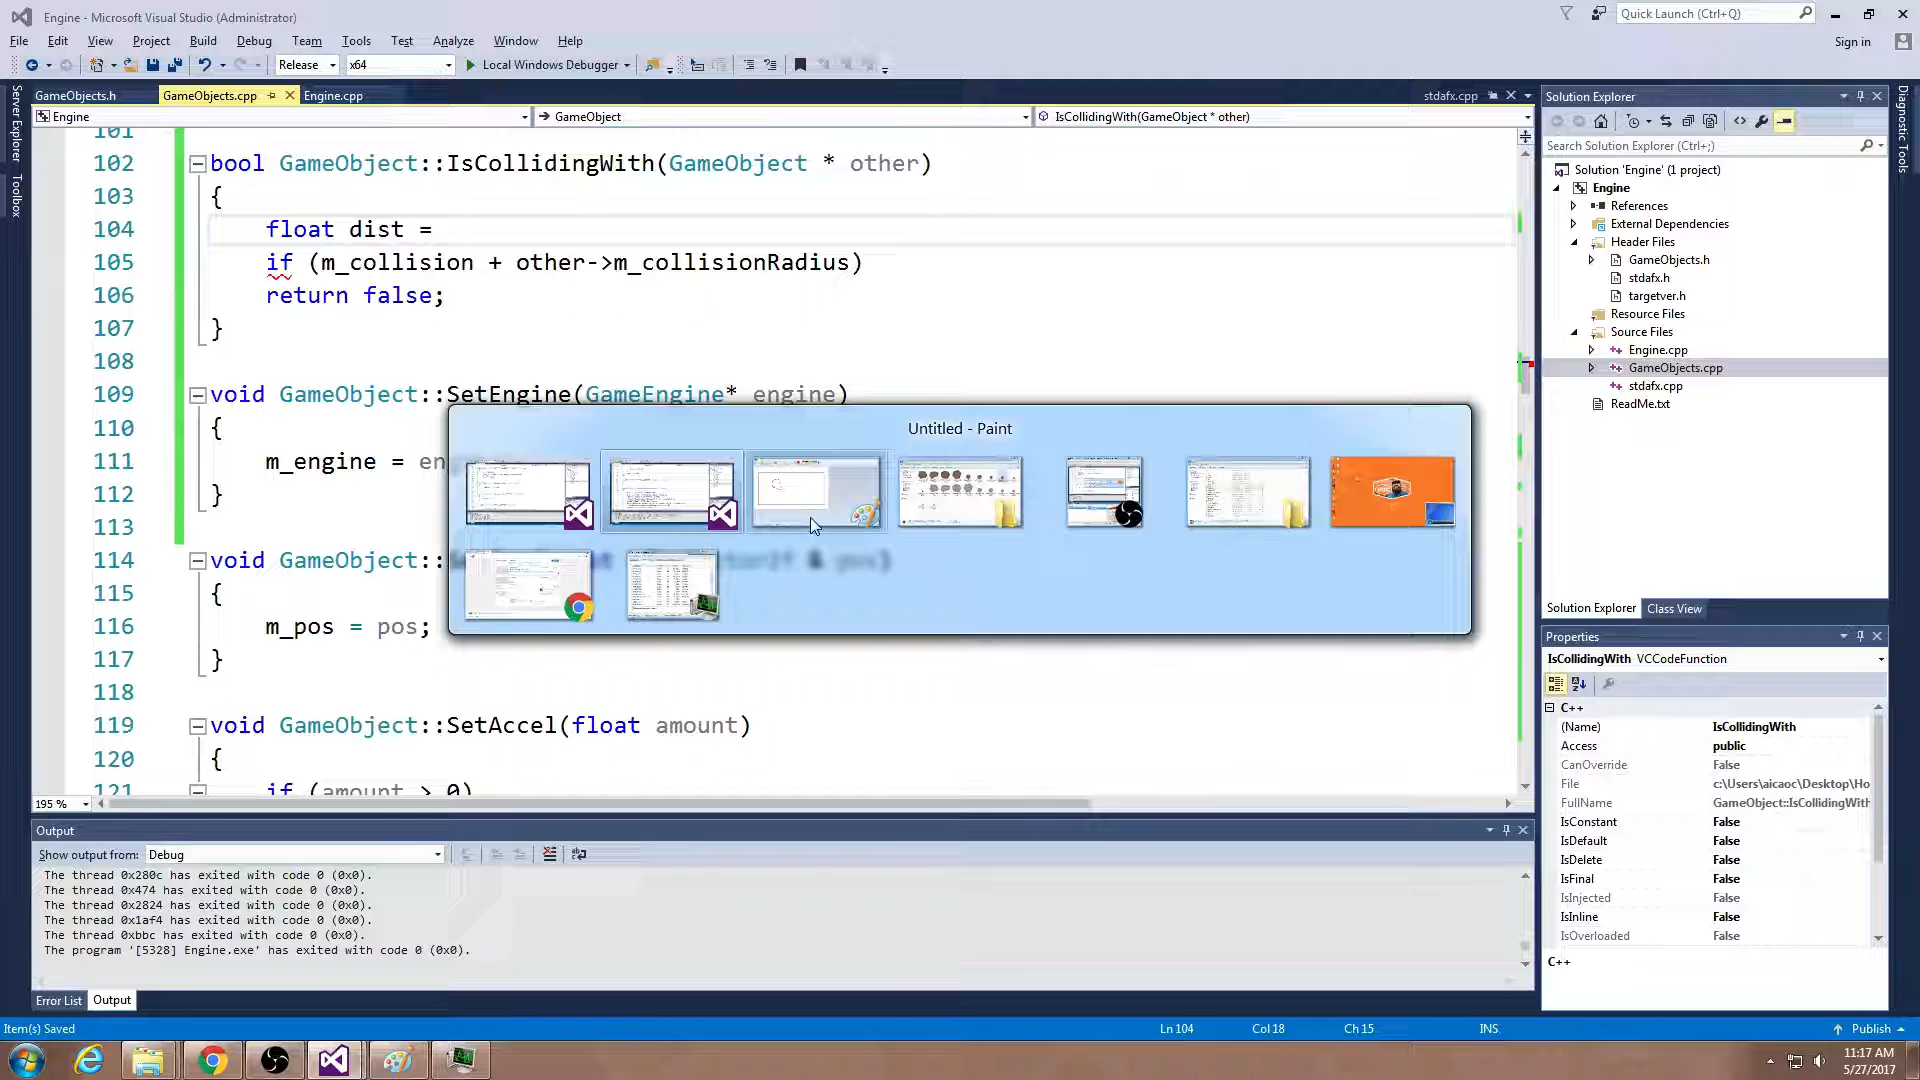 Engine - Microsoft Visual Studio (Administrator)
Quick Launch (Ctrl+Q)
File Edit View Project Build Debug Team Tools Test Analyze Window Help
Sign in
Release x64 Local Windows Debugger
GameObjects.h GameObjects.cpp Engine.cpp stdafx.cpp
Engine GameObject IsCollidingWith(GameObject * other)
Server Explorer Toolbox
101
102 bool GameObject::IsCollidingWith(GameObject * other)
103 {
104 float dist =
105 if (m_collision + other->m_collisionRadius)
106 return false;
107 }
108
109 void GameObject::SetEngine(GameEngine* engine)
110 {
111 m_engine = en
112 }
113
114 void GameObject::
115 {
116 m_pos = pos;
117 }
118
119 void GameObject::SetAccel(float amount)
120 {
121 if (amount > 0)
Untitled - Paint
195 %
Output
Show output from: Debug
The thread 0x280c has exited with code 0 (0x0).
The thread 0x474 has exited with code 0 (0x0).
The thread 0x2824 has exited with code 0 (0x0).
The thread 0x1af4 has exited with code 0 (0x0).
The thread 0xbbc has exited with code 0 (0x0).
The program '[5328] Engine.exe' has exited with code 0 (0x0).
Error List Output
Solution Explorer
Search Solution Explorer (Ctrl+;)
Solution 'Engine' (1 project)
Engine
References
External Dependencies
Header Files
GameObjects.h
stdafx.h
targetver.h
Resource Files
Source Files
Engine.cpp
GameObjects.cpp
stdafx.cpp
ReadMe.txt
Solution Explorer Class View
Diagnostic Tools
Properties
IsCollidingWith VCCodeFunction
C++
(Name) IsCollidingWith
Access public
CanOverride False
File c:\Users\aicaoc\Desktop\Ho
FullName GameObject::IsCollidingWith
IsConstant False
IsDefault False
IsDelete False
IsFinal False
IsInjected False
IsInline False
IsOverloaded False
C++
Item(s) Saved Ln 104 Col 18 Ch 15 INS Publish
11:17 AM
5/27/2017